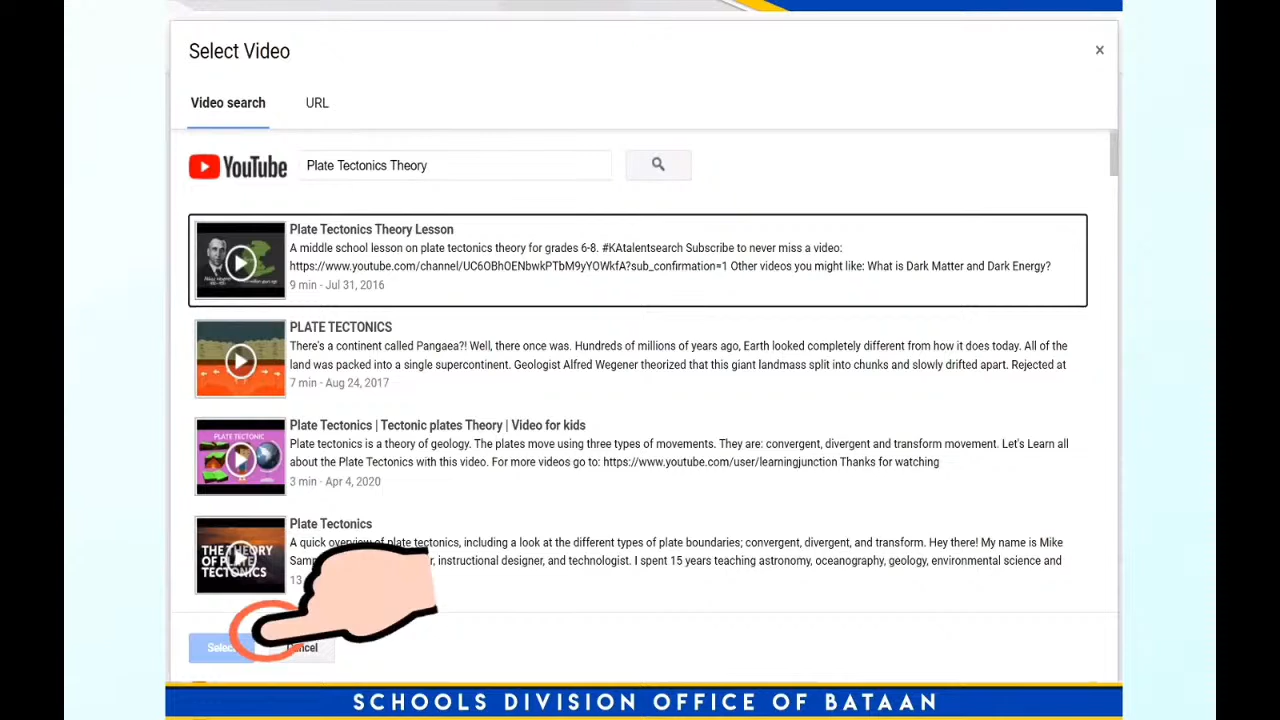 Select Video
×
Video search URL
YouTube Plate Tectonics Theory
Plate Tectonics Theory Lesson
A middle school lesson on plate tectonics theory for grades 6-8. #KAtalentsearch Subscribe to never miss a video:
https://www.youtube.com/channel/UC6OBhOENbwkPTbM9yYOWkfA?sub_confirmation=1 Other videos you might like: What is Dark Matter and Dark Energy?
9 min - Jul 31, 2016
PLATE TECTONICS
There's a continent called Pangaea?! Well, there once was. Hundreds of millions of years ago, Earth looked completely different from how it does today. All of the
land was packed into a single supercontinent. Geologist Alfred Wegener theorized that this giant landmass split into chunks and slowly drifted apart. Rejected at
7 min - Aug 24, 2017
PLATE TECTONIC
Plate Tectonics | Tectonic plates Theory | Video for kids
Plate tectonics is a theory of geology. The plates move using three types of movements. They are: convergent, divergent and transform movement. Let's Learn all
about the Plate Tectonics with this video. For more videos go to: https://www.youtube.com/user/learningjunction Thanks for watching
3 min - Apr 4, 2020
THE THEORY
OF PLATE
TECTONICS
Plate Tectonics
A quick overview of plate tectonics, including a look at the different types of plate boundaries; convergent, divergent, and transform. Hey there! My name is Mike
instructional designer, and technologist. I spent 15 years teaching astronomy, oceanography, geology, environmental science and
13
Select Cancel
SCHOOLS DIVISION OFFICE OF BATAAN